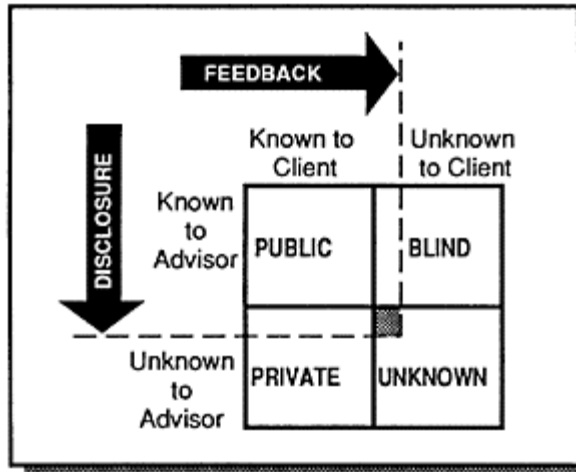 FEEDBACK
Known to
Client
Unknown
to Client
DISCLOSURE
Known
to
Advisor
PUBLIC
BLIND
Unknown
to
Advisor
PRIVATE
UNKNOWN